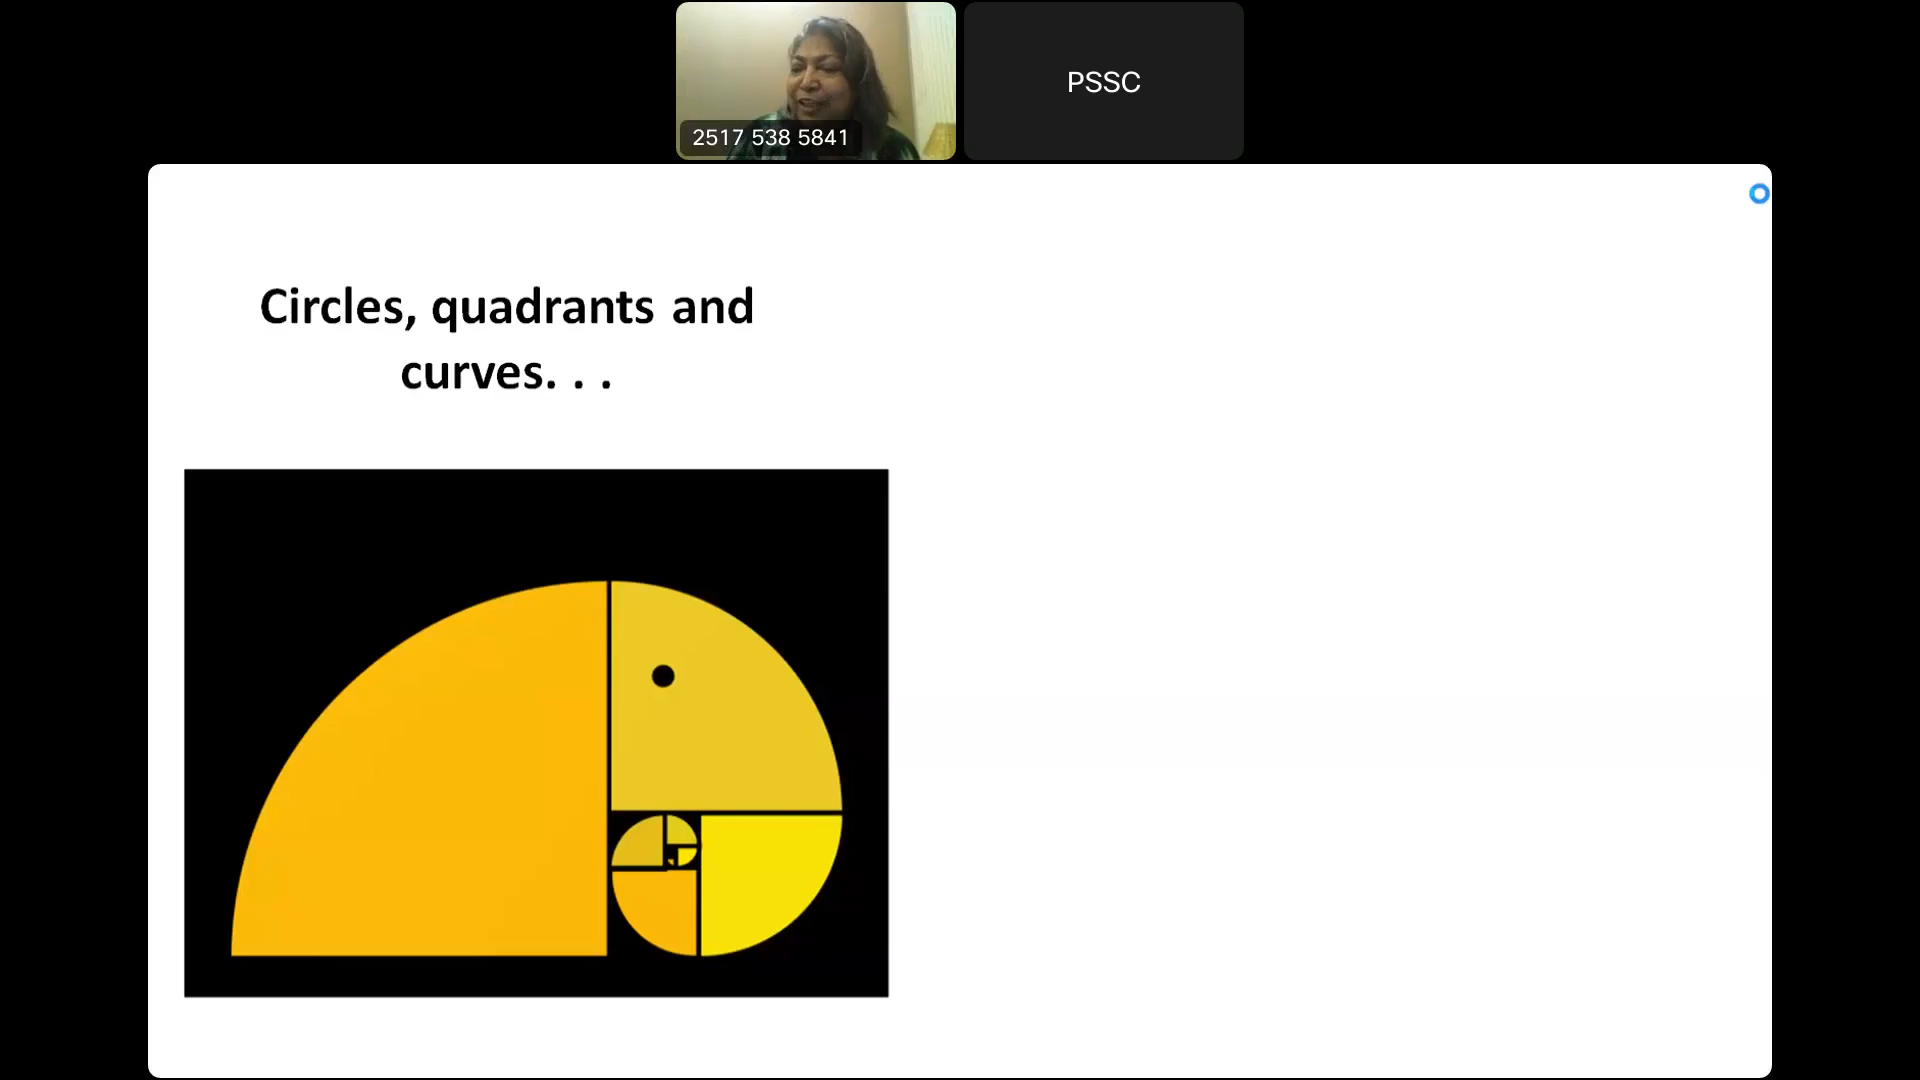 2517 538 5841
PSSC
Circles, quadrants and
curves. . .